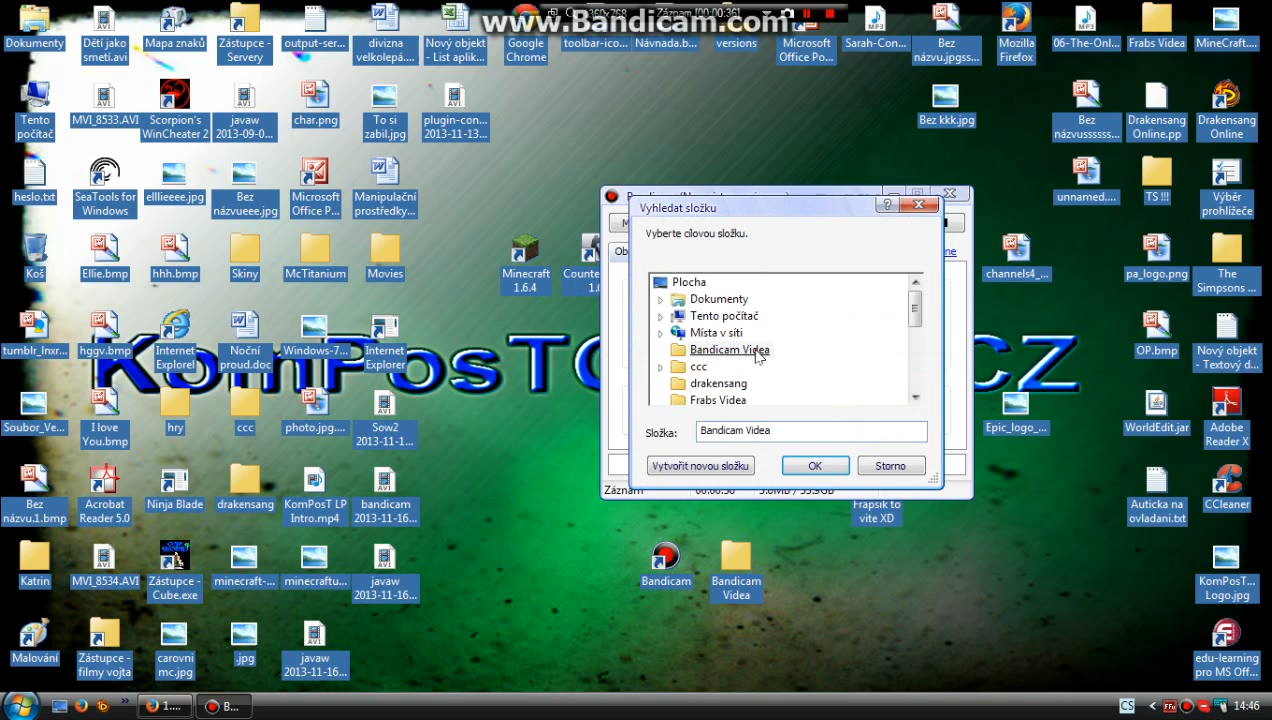 www.Bandicam.com
Záznam [00:00:36]
Dokumenty
Děti jako
smetí.avi
Mapa znaků
Zástupce -
Servery
output-ser...
divizna
velkolepá....
Nový objekt
- List aplik...
Google
Chrome
toolbar-ico...
Návnada.b...
versions
Microsoft
Office Po...
Sarah-Con...
Bez
názvu.jpgss...
Mozilla
Firefox
06-The-Onl...
Frabs Videa
MineCraft....
Tento
počítač
MVI_8533.AVI
Scorpion's
WinCheater 2
javaw
2013-09-0...
char.png
To si
zabil.jpg
plugin-con...
2013-11-13...
Bez kkk.jpg
Bez
názvusssss...
Drakensang
Online.pp
Drakensang
Online
heslo.txt
SeaTools for
Windows
elllieeee.jpg
Bez
názvueee.jpg
Microsoft
Office P...
Manipulační
prostředky...
unnamed....
TS !!!
Výběr
prohlížeče
Koš
Ellie.bmp
hhh.bmp
Skiny
McTitanium
Movies
Minecraft
1.6.4
channels4_...
pa_logo.png
The
Simpsons ...
tumblr_lnxr...
hggv.bmp
Internet
Explorel
Noční
proud.doc
Windows-7...
Internet
Explorer
OP.bmp
Nový objekt
- Textový d...
Soubor_Ve...
I love
You.bmp
hry
ccc
photo.jpg....
Sow2
2013-11-1...
Epic_logo_...
WorldEdit.jar
Adobe
Reader X
Bez
názvu.1.bmp
Acrobat
Reader 5.0
Ninja Blade
drakensang
KomPosT LP
Intro.mp4
bandicam
2013-11-16...
Frapsik to
vite XD
Auticka na
ovladani.txt
CCleaner
Katrin
MVI_8534.AVI
Zástupce -
Cube.exe
minecraft-...
minecraftu...
javaw
2013-11-16...
Bandicam
Bandicam
Videa
KomPosT...
Logo.jpg
Malování
Zástupce -
filmy vojta
carovni
mc.jpg
.jpg
javaw
2013-11-16...
edu-learning
pro MS Off...
Vyhledat složku
Vyberte cílovou složku.
Plocha
Dokumenty
Tento počítač
Místa v síti
Bandicam Videa
ccc
drakensang
Frabs Videa
Složka:
Bandicam Videa
Vytvořit novou složku
OK
Storno
Záznam
CS
14:46